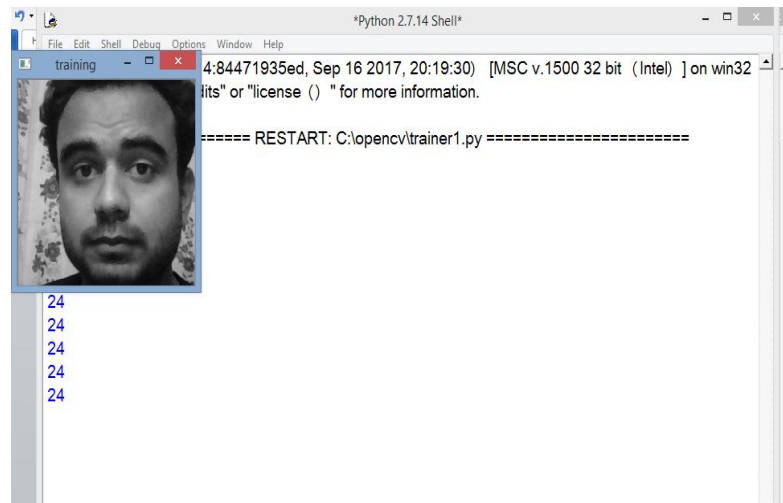 *Python 2.7.14 Shell*
File Edit Shell Debug Options Window Help
training
4:84471935ed, Sep 16 2017, 20:19:30) [MSC v.1500 32 bit (Intel) ] on win32
dits" or "license () " for more information.
====== RESTART: C:\opencv\trainer1.py =======================
24
24
24
24
24